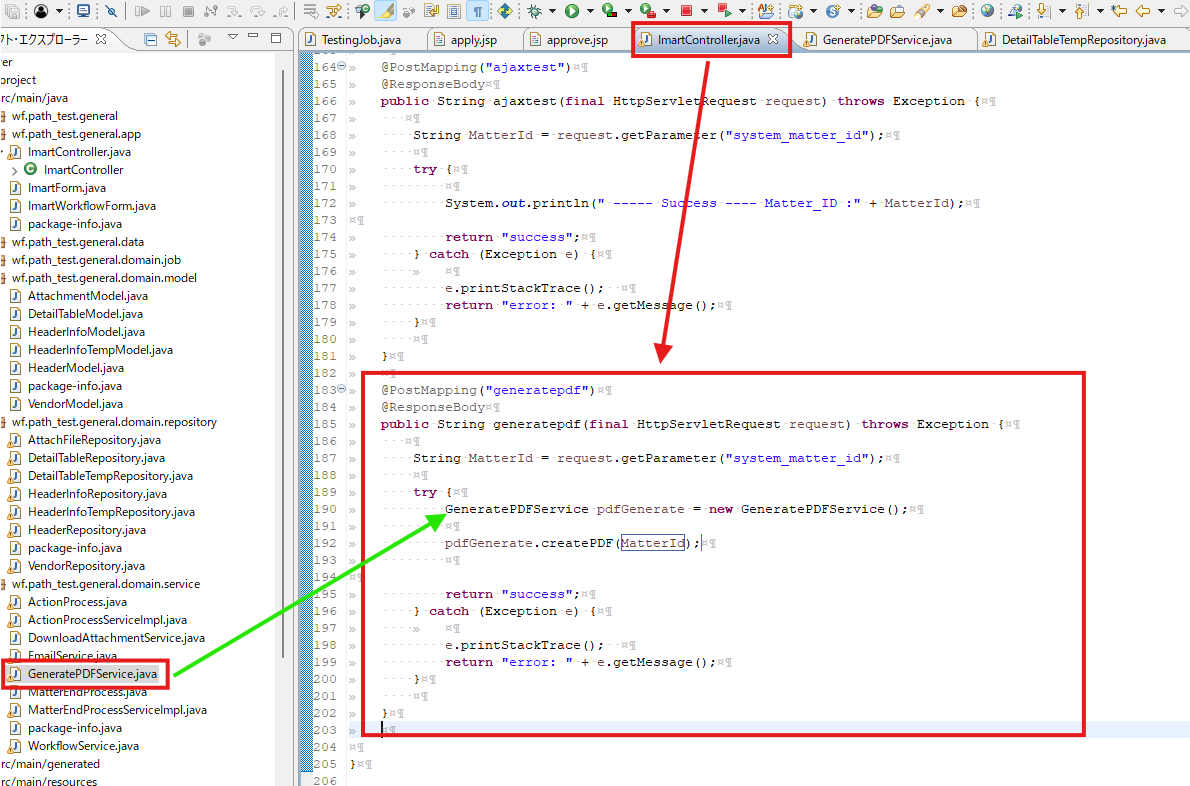 ト・エクスプローラー
TestingJob.java
apply.jsp
approve.jsp
ImartController.java
GeneratePDFService.java
DetailTableTempRepository.java
ver
project
rc/main/java
wf.path_test.general
wf.path_test.general.app
ImartController.java
ImartController
ImartForm.java
ImartWorkflowForm.java
package-info.java
wf.path_test.general.data
wf.path_test.general.domain.job
wf.path_test.general.domain.model
AttachmentModel.java
DetailTableModel.java
HeaderInfoModel.java
HeaderInfoTempModel.java
HeaderModel.java
package-info.java
VendorModel.java
wf.path_test.general.domain.repository
AttachFileRepository.java
DetailTableRepository.java
DetailTableTempRepository.java
HeaderInfoRepository.java
HeaderInfoTempRepository.java
HeaderRepository.java
package-info.java
VendorRepository.java
wf.path_test.general.domain.service
ActionProcess.java
ActionProcessServiceImpl.java
DownloadAttachmentService.java
EmailService.java
GeneratePDFService.java
MatterEndProcess.java
MatterEndProcessServiceImpl.java
package-info.java
WorkflowService.java
rc/main/generated
rc/main/resources
164 @PostMapping("ajaxtest")
165 @ResponseBody
166 public String ajaxtest(final HttpServletRequest request) throws Exception {
167
168 String MatterId = request.getParameter("system_matter_id");
169
170 try {
171
172 System.out.println(" ----- Success ---- Matter_ID :" + MatterId);
173
174 return "success";
175 } catch (Exception e) {
176
177 e.printStackTrace();
178 return "error: " + e.getMessage();
179 }
180
181 }
182
183 @PostMapping("generatepdf")
184 @ResponseBody
185 public String generatepdf(final HttpServletRequest request) throws Exception {
186
187 String MatterId = request.getParameter("system_matter_id");
188
189 try {
190 GeneratePDFService pdfGenerate = new GeneratePDFService();
191
192 pdfGenerate.createPDF(MatterId);
193
194
195 return "success";
196 } catch (Exception e) {
197
198 e.printStackTrace();
199 return "error: " + e.getMessage();
200 }
201
202 }
203
204
205 }
206